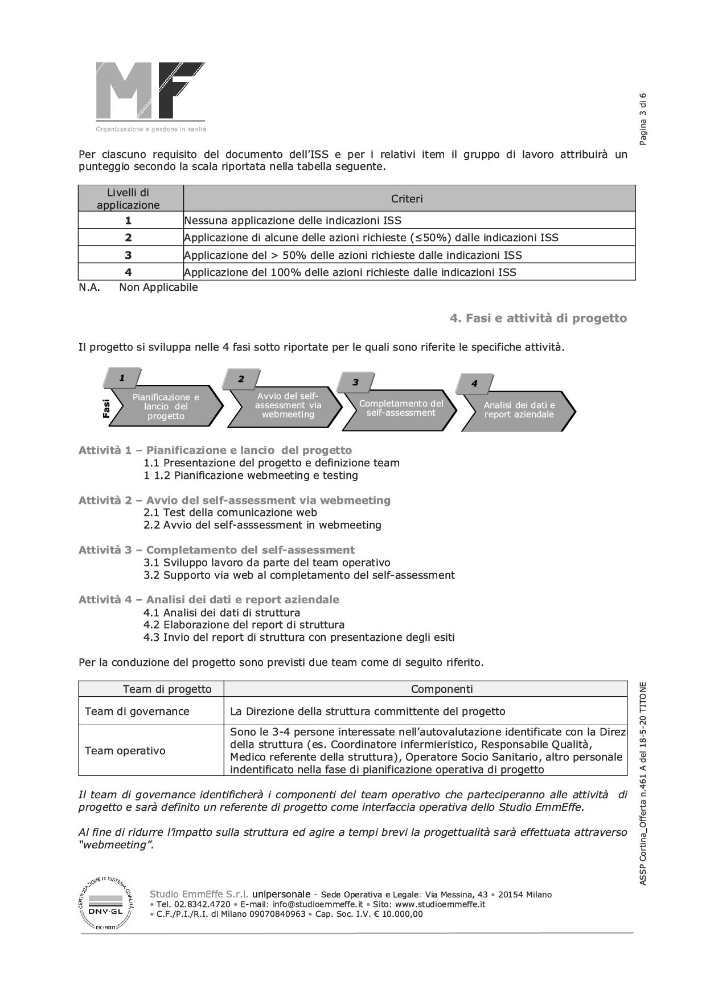 MF
Organizzazione e gestione in sanità
Pagina 3 di 6
Per ciascuno requisito del documento dell’ISS e per i relativi item il gruppo di lavoro attribuirà un
punteggio secondo la scala riportata nella tabella seguente.
Livelli di
applicazione
Criteri
1 Nessuna applicazione delle indicazioni ISS
2 Applicazione di alcune delle azioni richieste (≤50%) dalle indicazioni ISS
3 Applicazione del > 50% delle azioni richieste dalle indicazioni ISS
4 Applicazione del 100% delle azioni richieste dalle indicazioni ISS
N.A. Non Applicabile
4. Fasi e attività di progetto
Il progetto si sviluppa nelle 4 fasi sotto riportate per le quali sono riferite le specifiche attività.
Fasi
1
Pianificazione e
lancio del
progetto
2
Avvio del self-
assessment via
webmeeting
3
Completamento del
self-assessment
4
Analisi dei dati e
report aziendale
Attività 1 – Pianificazione e lancio del progetto
1.1 Presentazione del progetto e definizione team
1 1.2 Pianificazione webmeeting e testing
Attività 2 – Avvio del self-assessment via webmeeting
2.1 Test della comunicazione web
2.2 Avvio del self-asssessment in webmeeting
Attività 3 – Completamento del self-assessment
3.1 Sviluppo lavoro da parte del team operativo
3.2 Supporto via web al completamento del self-assessment
Attività 4 – Analisi dei dati e report aziendale
4.1 Analisi dei dati di struttura
4.2 Elaborazione del report di struttura
4.3 Invio del report di struttura con presentazione degli esiti
Per la conduzione del progetto sono previsti due team come di seguito riferito.
Team di progetto Componenti
Team di governance La Direzione della struttura committente del progetto
Team operativo
Sono le 3-4 persone interessate nell’autovalutazione identificate con la Direzi
della struttura (es. Coordinatore infermieristico, Responsabile Qualità,
Medico referente della struttura), Operatore Socio Sanitario, altro personale
indentificato nella fase di pianificazione operativa di progetto
Il team di governance identificherà i componenti del team operativo che parteciperanno alle attività di
progetto e sarà definito un referente di progetto come interfaccia operativa dello Studio EmmEffe.
Al fine di ridurre l’impatto sulla struttura ed agire a tempi brevi la progettualità sarà effettuata attraverso
“webmeeting”.
ASSP Cortina_Offerta n.461 A del 18-5-20 TITONE
CERTIFICAZIONE DI SISTEMA QUALITÀ
DNV·GL
ISO 9001
Studio EmmEffe S.r.l. unipersonale - Sede Operativa e Legale: Via Messina, 43 • 20154 Milano
• Tel. 02.8342.4720 • E-mail: info@studioemmeffe.it • Sito: www.studioemmeffe.it
• C.F./P.I./R.I. di Milano 09070840963 • Cap. Soc. I.V. € 10.000,00